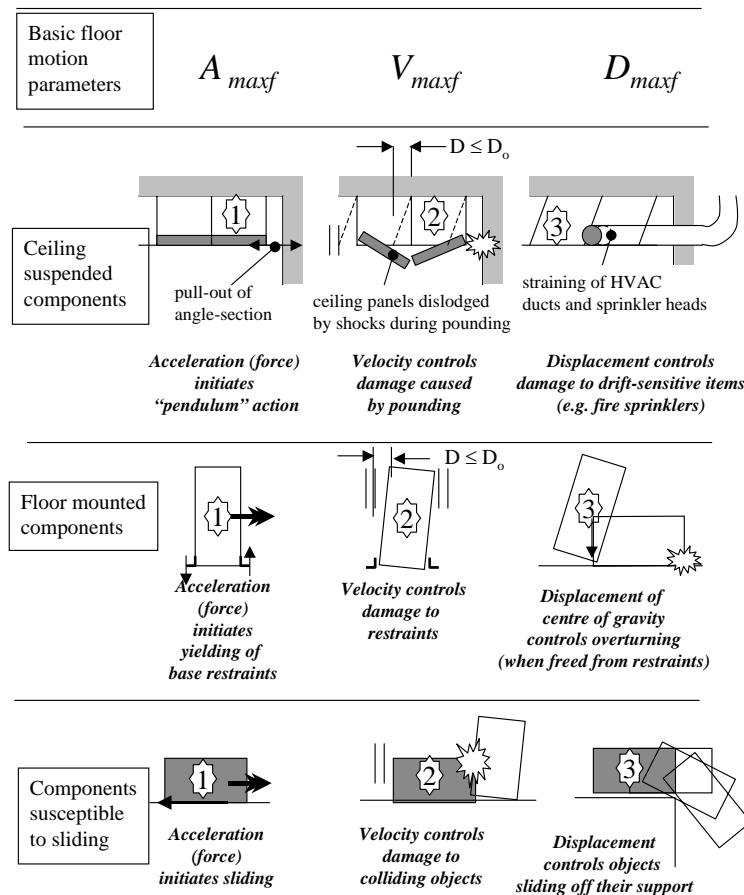 Basic floor
motion
parameters
A maxf
V maxf
D maxf
D ≤ Do
Ceiling
suspended
components
1
2
3
pull-out of
angle-section
ceiling panels dislodged
by shocks during pounding
straining of HVAC
ducts and sprinkler heads
Acceleration (force)
initiates
“pendulum” action
Velocity controls
damage caused
by pounding
Displacement controls
damage to drift-sensitive items
(e.g. fire sprinklers)
D ≤ Do
Floor mounted
components
1
2
3
Acceleration
(force)
initiates
yielding of
base restraints
Velocity controls
damage to
restraints
Displacement of
centre of gravity
controls overturning
(when freed from restraints)
Components
susceptible
to sliding
1
2
3
Acceleration
(force)
initiates sliding
Velocity controls
damage to
colliding objects
Displacement
controls objects
sliding off their support